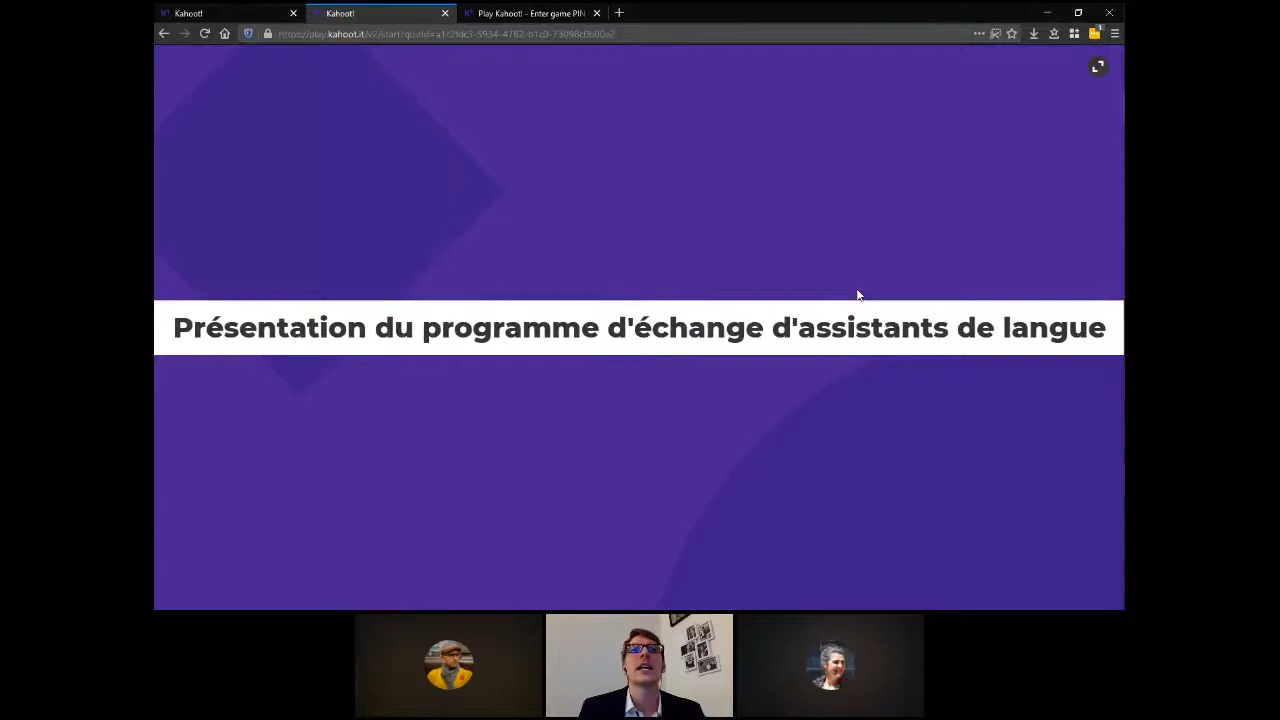 Kahoot!
Kahoot!
Play Kahoot! - Enter game PIN
Présentation du programme d'échange d'assistants de langue